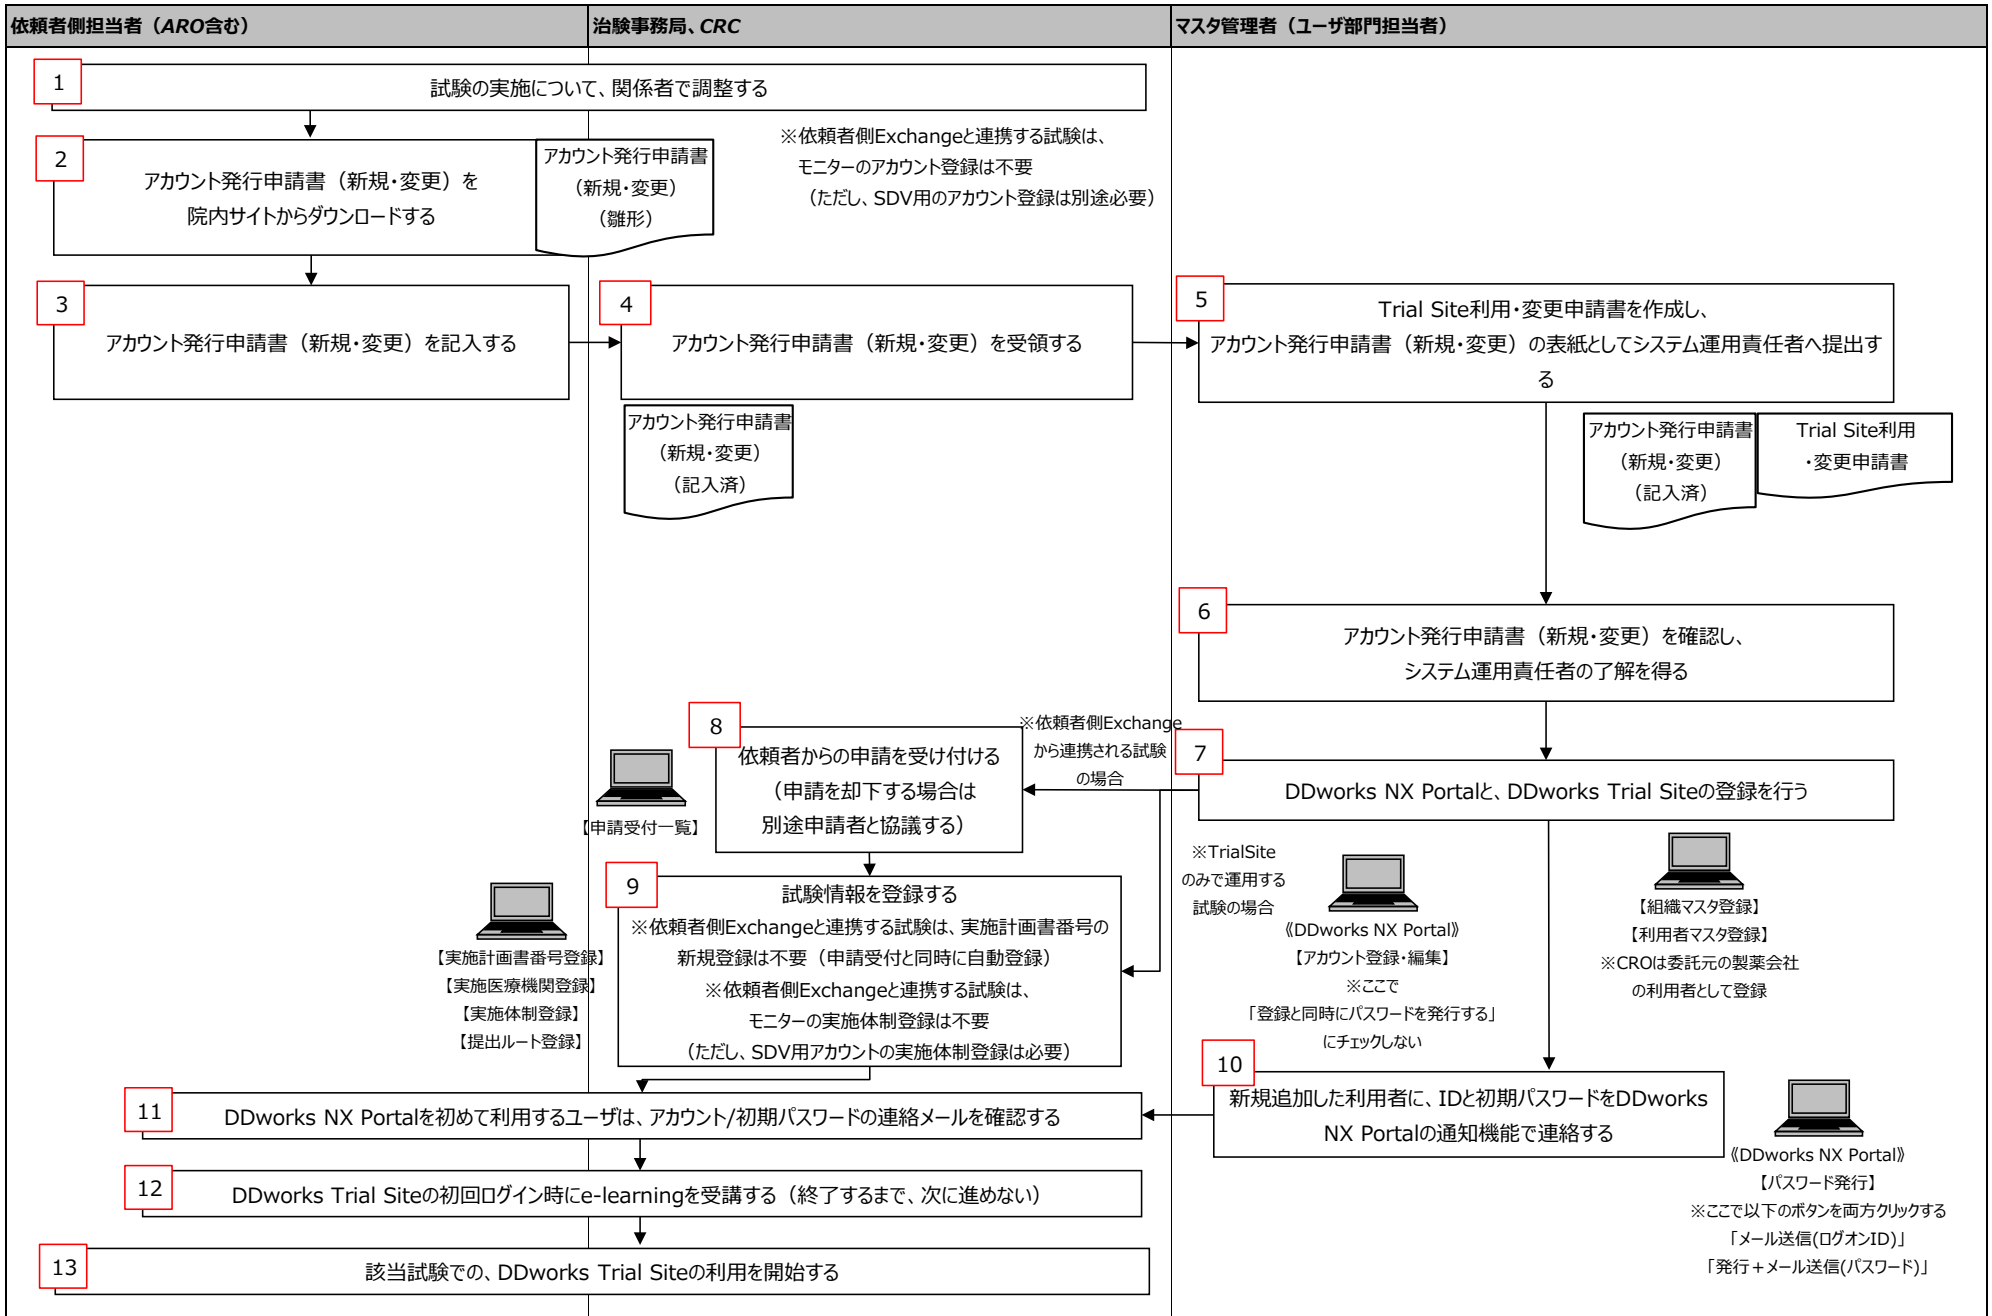 依頼者側担当者（ARO含む）
治験事務局、CRC
マスタ管理者（ユーザ部門担当者）
1
試験の実施について、関係者で調整する
2
アカウント発行申請書（新規・変更）を
院内サイトからダウンロードする
アカウント発行申請書
（新規・変更）
（雛形）
※依頼者側Exchangeと連携する試験は、
モニターのアカウント登録は不要
（ただし、SDV用のアカウント登録は別途必要）
3
アカウント発行申請書（新規・変更）を記入する
4
アカウント発行申請書（新規・変更）を受領する
アカウント発行申請書
（新規・変更）
（記入済）
5
Trial Site利用・変更申請書を作成し、
アカウント発行申請書（新規・変更）の表紙としてシステム運用責任者へ提出す
る
アカウント発行申請書
（新規・変更）
（記入済）
Trial Site利用
・変更申請書
6
アカウント発行申請書（新規・変更）を確認し、
システム運用責任者の了解を得る
7
DDworks NX Portalと、DDworks Trial Siteの登録を行う
※依頼者側Exchange
から連携される試験
の場合
8
依頼者からの申請を受け付ける
（申請を却下する場合は
別途申請者と協議する）
【申請受付一覧】
※TrialSite
のみで運用する
試験の場合
《DDworks NX Portal》
【アカウント登録・編集】
※ここで
「登録と同時にパスワードを発行する」
にチェックしない
【組織マスタ登録】
【利用者マスタ登録】
※CROは委託元の製薬会社
の利用者として登録
9
試験情報を登録する
※依頼者側Exchangeと連携する試験は、実施計画書番号の
新規登録は不要（申請受付と同時に自動登録）
※依頼者側Exchangeと連携する試験は、
モニターの実施体制登録は不要
（ただし、SDV用アカウントの実施体制登録は必要）
【実施計画書番号登録】
【実施医療機関登録】
【実施体制登録】
【提出ルート登録】
10
新規追加した利用者に、IDと初期パスワードをDDworks
NX Portalの通知機能で連絡する
《DDworks NX Portal》
【パスワード発行】
※ここで以下のボタンを両方クリックする
「メール送信(ログオンID)」
「発行＋メール送信(パスワード)」
11
DDworks NX Portalを初めて利用するユーザは、アカウント/初期パスワードの連絡メールを確認する
12
DDworks Trial Siteの初回ログイン時にe-learningを受講する（終了するまで、次に進めない）
13
該当試験での、DDworks Trial Siteの利用を開始する